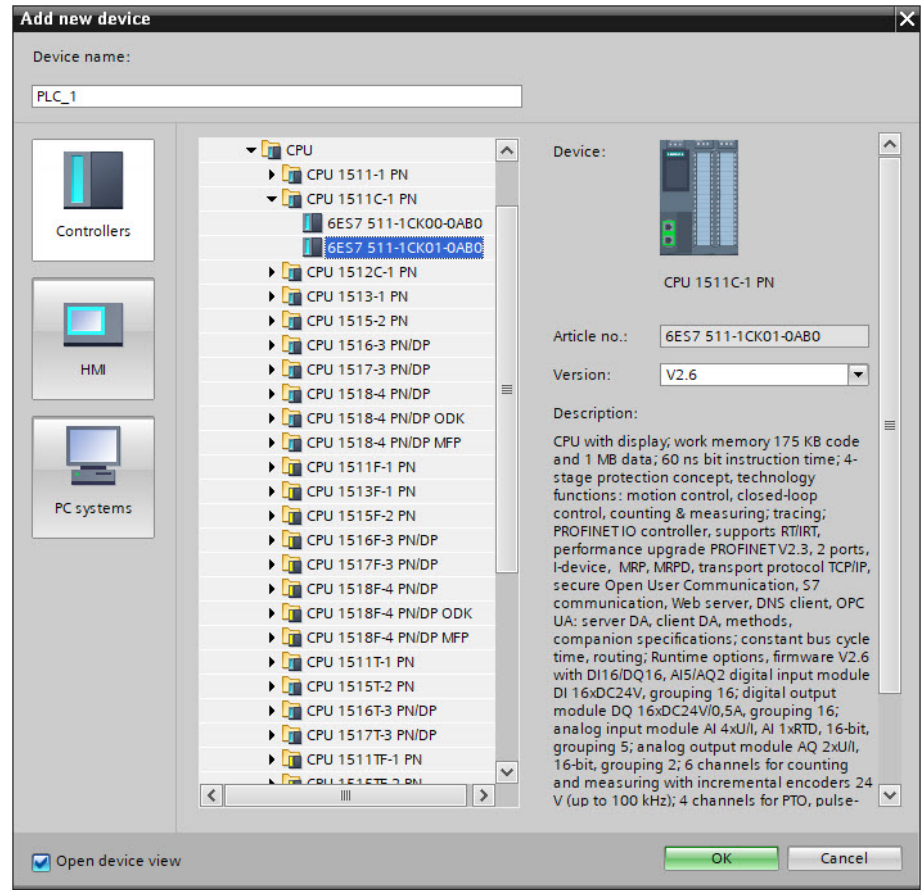 Add new device
Device name:
PLC_1
Controllers
HMI
PC systems
CPU
CPU 1511-1 PN
CPU 1511C-1 PN
6ES7 511-1CK00-0AB0
6ES7 511-1CK01-0AB0
CPU 1512C-1 PN
CPU 1513-1 PN
CPU 1515-2 PN
CPU 1516-3 PN/DP
CPU 1517-3 PN/DP
CPU 1518-4 PN/DP
CPU 1518-4 PN/DP ODK
CPU 1518-4 PN/DP MFP
CPU 1511F-1 PN
CPU 1513F-1 PN
CPU 1515F-2 PN
CPU 1516F-3 PN/DP
CPU 1517F-3 PN/DP
CPU 1518F-4 PN/DP
CPU 1518F-4 PN/DP ODK
CPU 1518F-4 PN/DP MFP
CPU 1511T-1 PN
CPU 1515T-2 PN
CPU 1516T-3 PN/DP
CPU 1517T-3 PN/DP
CPU 1511TF-1 PN
CPU 1515TF-2 PN
Device:
CPU 1511C-1 PN
Article no.: 6ES7 511-1CK01-0AB0
Version: V2.6
Description:
CPU with display; work memory 175 KB code
and 1 MB data; 60 ns bit instruction time; 4-
stage protection concept, technology
functions: motion control, closed-loop
control, counting & measuring; tracing;
PROFINET IO controller, supports RT/IRT,
performance upgrade PROFINET V2.3, 2 ports,
I-device, MRP, MRPD, transport protocol TCP/IP,
secure Open User Communication, S7
communication, Web server, DNS client, OPC
UA: server DA, client DA, methods,
companion specifications; constant bus cycle
time, routing; Runtime options, firmware V2.6
with DI16/DQ16, AI5/AQ2 digital input module
DI 16xDC24V, grouping 16; digital output
module DQ 16xDC24V/0,5A, grouping 16;
analog input module AI 4xU/I, AI 1xRTD, 16-bit,
grouping 5; analog output module AQ 2xU/I,
16-bit, grouping 2; 6 channels for counting
and measuring with incremental encoders 24
V (up to 100 kHz); 4 channels for PTO, pulse-
Open device view
OK
Cancel